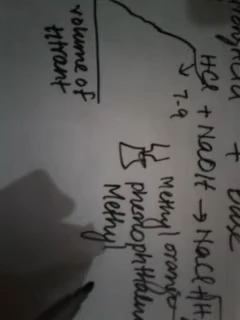 + Base
HCl + NaOH → NaCl + H
7-9
methyl orange
phenophthalein
Methyl
volume of
titrant